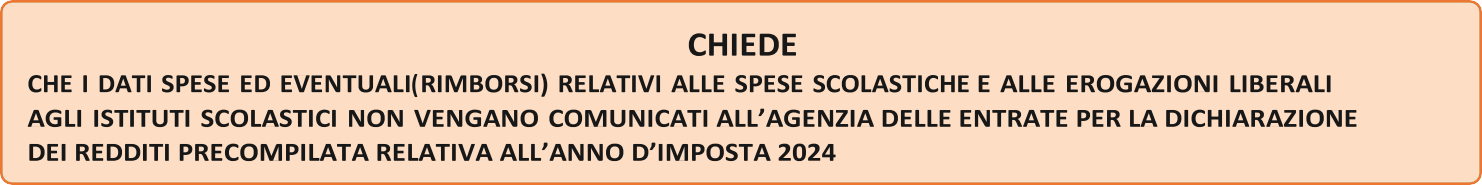 CHIEDE
CHE I DATI SPESE ED EVENTUALI(RIMBORSI) RELATIVI ALLE SPESE SCOLASTICHE E ALLE EROGAZIONI LIBERALI
AGLI ISTITUTI SCOLASTICI NON VENGANO COMUNICATI ALL’AGENZIA DELLE ENTRATE PER LA DICHIARAZIONE
DEI REDDITI PRECOMPILATA RELATIVA ALL’ANNO D’IMPOSTA 2024